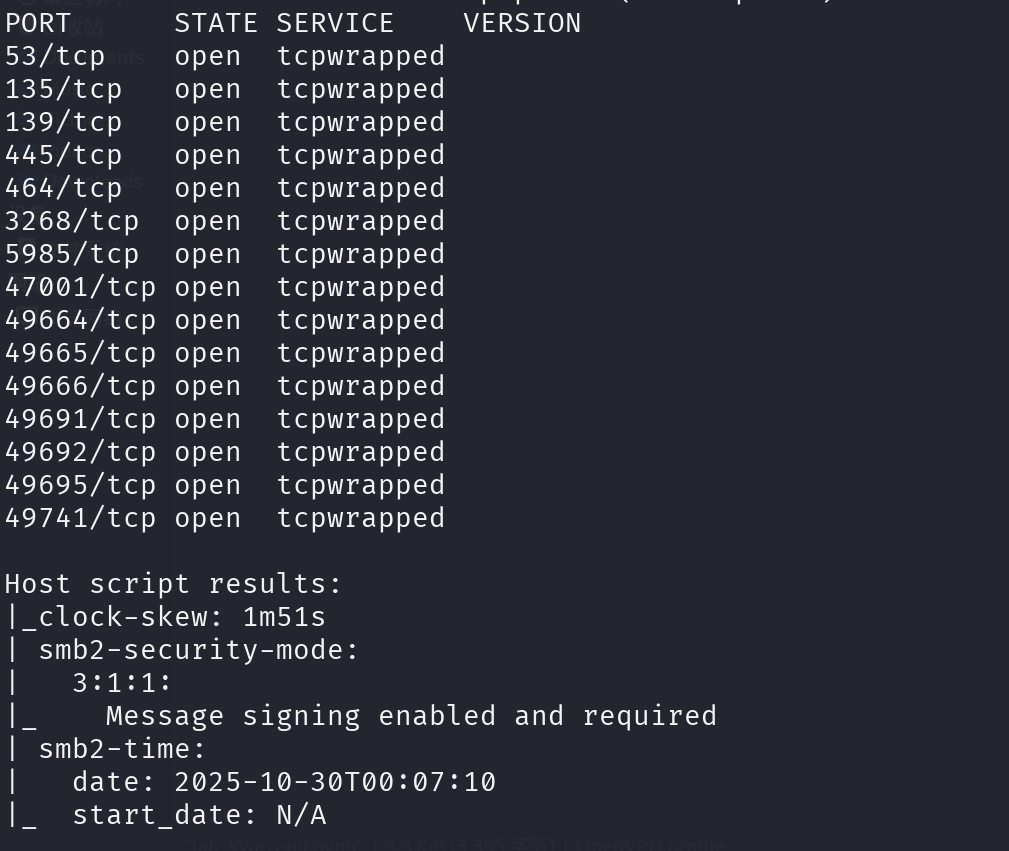 PORT      STATE SERVICE    VERSION
53/tcp    open  tcpwrapped
135/tcp   open  tcpwrapped
139/tcp   open  tcpwrapped
445/tcp   open  tcpwrapped
464/tcp   open  tcpwrapped
3268/tcp  open  tcpwrapped
5985/tcp  open  tcpwrapped
47001/tcp open  tcpwrapped
49664/tcp open  tcpwrapped
49665/tcp open  tcpwrapped
49666/tcp open  tcpwrapped
49691/tcp open  tcpwrapped
49692/tcp open  tcpwrapped
49695/tcp open  tcpwrapped
49741/tcp open  tcpwrapped
Host script results:
|_clock-skew: 1m51s
| smb2-security-mode:
|   3:1:1:
|_    Message signing enabled and required
| smb2-time:
|   date: 2025-10-30T00:07:10
|_  start_date: N/A